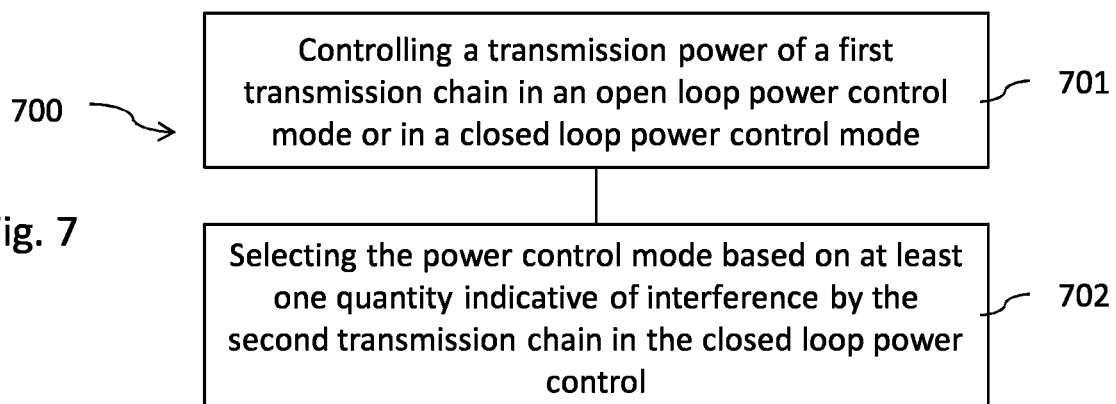 Controlling a transmission power of a first
transmission chain in an open loop power control
mode or in a closed loop power control mode
701
700
ig. 7
Selecting the power control mode based on at least
one quantity indicative of interference by the
second transmission chain in the closed loop power
control
702